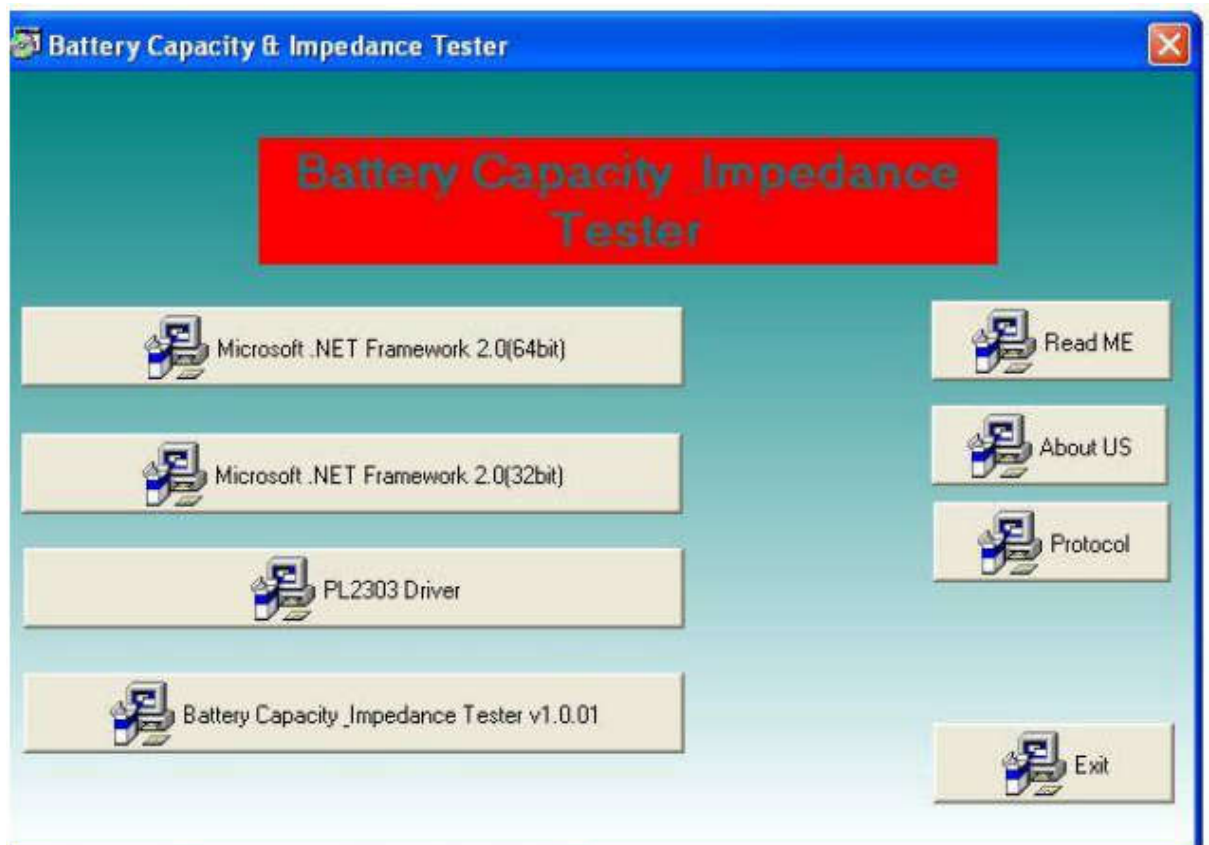 Battery Capacity & Impedance Tester
Battery Capacity _Impedance
Tester
Microsoft .NET Framework 2.0(64bit)
Microsoft .NET Framework 2.0(32bit)
PL2303 Driver
Battery Capacity _Impedance Tester v1.0.01
Read ME
About US
Protocol
Exit